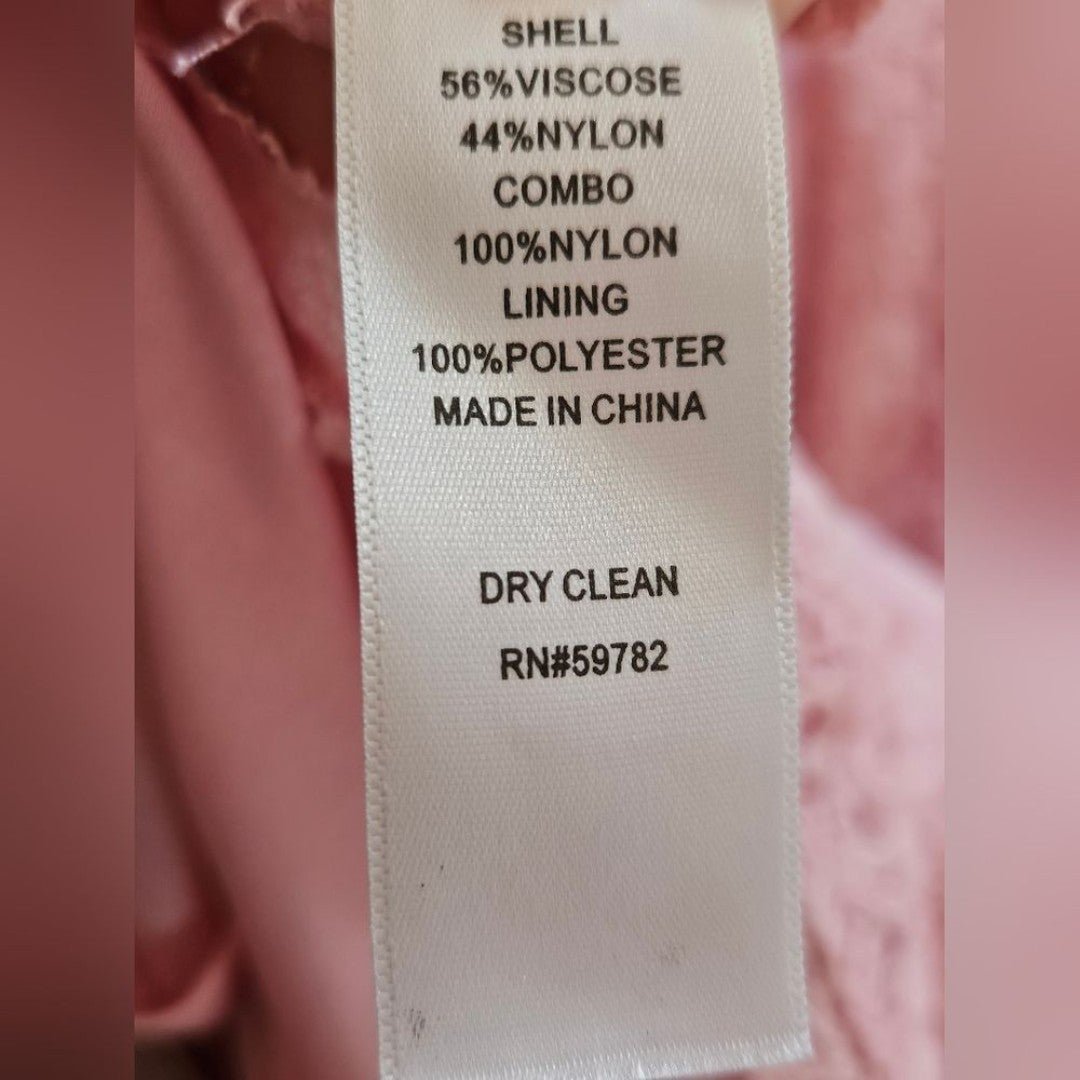 SHELL
56%VISCOSE
44%NYLON
COMBO
100%NYLON
LINING
100%POLYESTER
MADE IN CHINA
DRY CLEAN
RN#59782